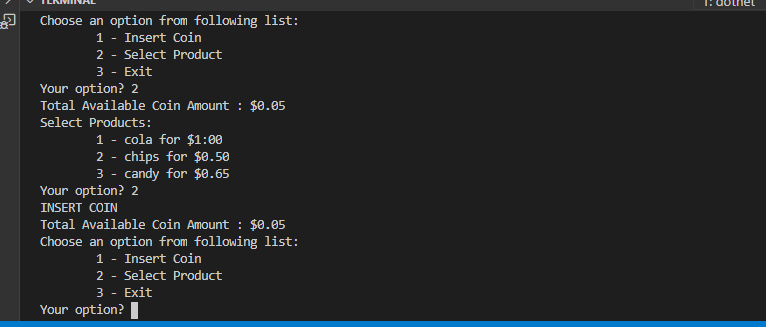 TERMINAL
1: dotnet
Choose an option from following list:
1 - Insert Coin
2 - Select Product
3 - Exit
Your option? 2
Total Available Coin Amount : $0.05
Select Products:
1 - cola for $1:00
2 - chips for $0.50
3 - candy for $0.65
Your option? 2
INSERT COIN
Total Available Coin Amount : $0.05
Choose an option from following list:
1 - Insert Coin
2 - Select Product
3 - Exit
Your option?